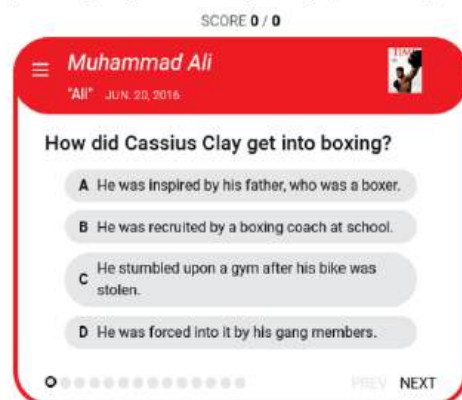 SCORE 0 / 0
Muhammad Ali
TIME
"Ali" JUN. 20, 2016
How did Cassius Clay get into boxing?
A He was inspired by his father, who was a boxer.
B He was recruited by a boxing coach at school.
C He stumbled upon a gym after his bike was
stolen.
D He was forced into it by his gang members.
PREV NEXT